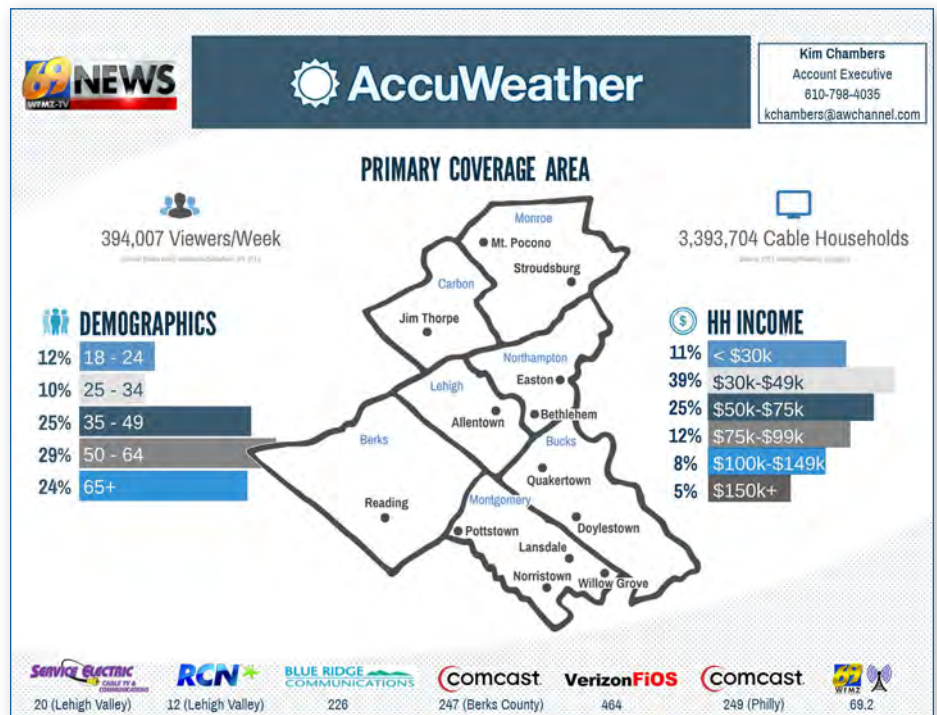 69 NEWS
WFMZ-TV
AccuWeather
Kim Chambers
Account Executive
610-798-4035
kchambers@awchannel.com
PRIMARY COVERAGE AREA
394,007 Viewers/Week
3,393,704 Cable Households
DEMOGRAPHICS
12% 18 - 24
10% 25 - 34
25% 35 - 49
29% 50 - 64
24% 65+
Monroe
Mt. Pocono
Stroudsburg
Carbon
Jim Thorpe
Northampton
Easton
Lehigh
Allentown
Bethlehem
Berks
Bucks
Quakertown
Reading
Montgomery
Pottstown
Doylestown
Lansdale
Norristown
Willow Grove
HH INCOME
11% < $30k
39% $30k-$49k
25% $50k-$75k
12% $75k-$99k
8% $100k-$149k
5% $150k+
SERVICE ELECTRIC
CABLE TV &
COMMUNICATIONS
20 (Lehigh Valley)
RCN
12 (Lehigh Valley)
BLUE RIDGE
COMMUNICATIONS
226
comcast
247 (Berks County)
VerizonFiOS
464
comcast
249 (Philly)
69
WFMZ
69.2